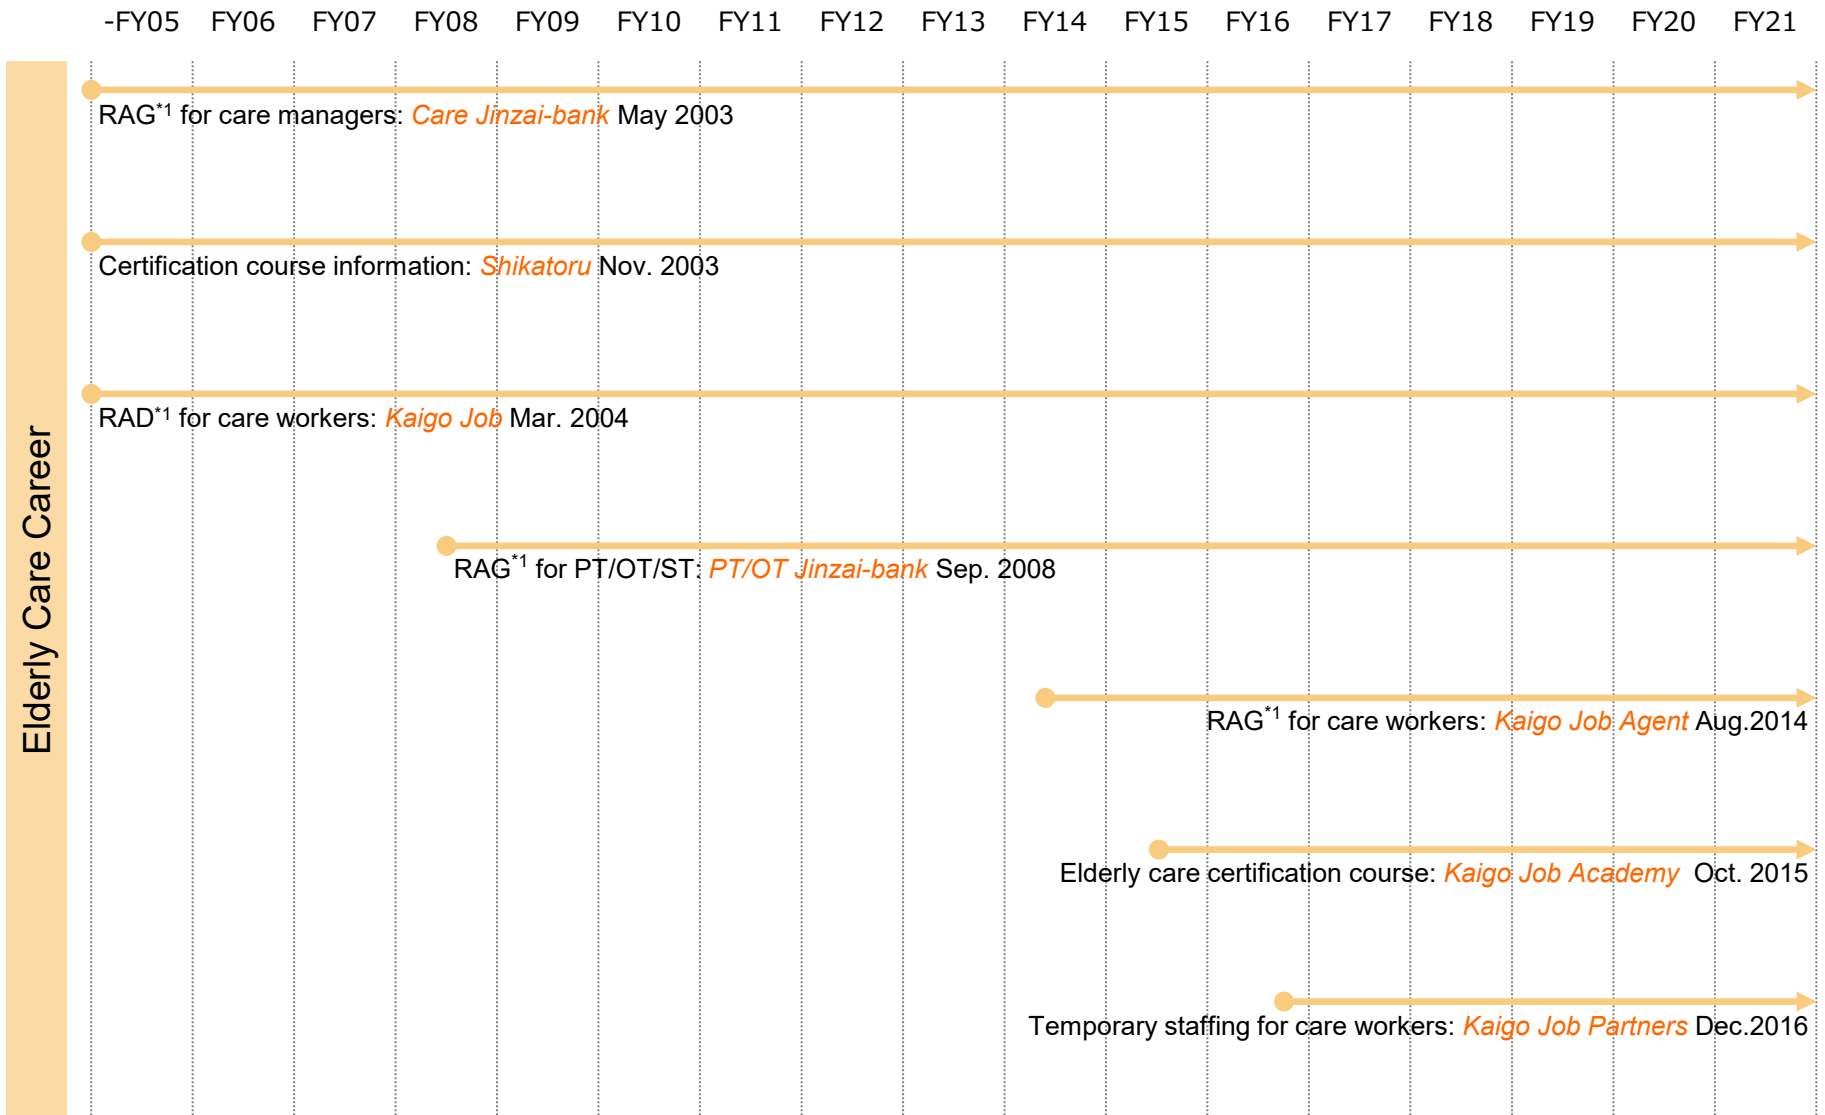 -FY05 FY06 FY07 FY08 FY09 FY10 FY11 FY12 FY13 FY14 FY15 FY16 FY17 FY18 FY19 FY20 FY21
Elderly Care Career
RAG*1 for care managers: Care Jinzai-bank May 2003
Certification course information: Shikatoru Nov. 2003
RAD*1 for care workers: Kaigo Job Mar. 2004
RAG*1 for PT/OT/ST: PT/OT Jinzai-bank Sep. 2008
RAG*1 for care workers: Kaigo Job Agent Aug.2014
Elderly care certification course: Kaigo Job Academy Oct. 2015
Temporary staffing for care workers: Kaigo Job Partners Dec.2016